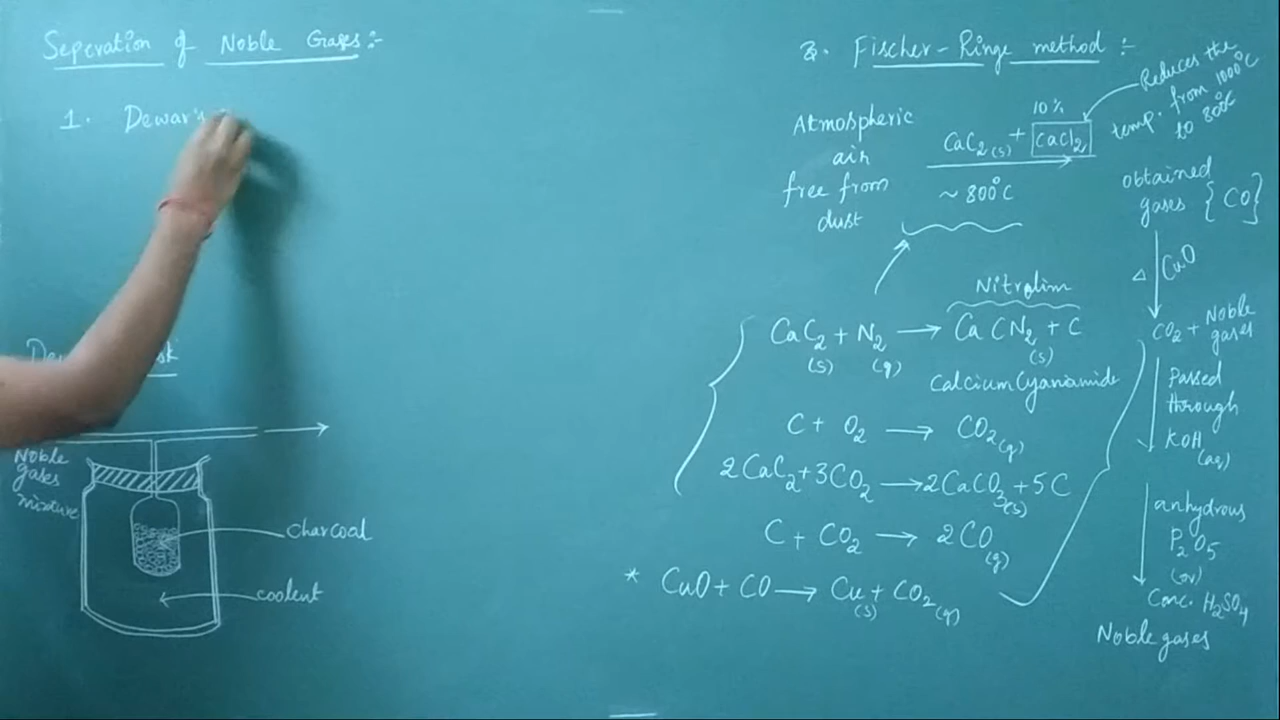 Seperation of Noble Gases:-
1. Dewar's
Noble
gases
mixture
charcoal
coolent
2. Fischer-Ringe method :-
Atmospheric
air
free from
dust
10%
CaC2(s) + CaCl2
~ 800°C
Reduces the
temp. from 1000°C
to 800°C
obtained
gases {CO}
Δ CuO
CO2 + Noble
gases
Passed
through
KOH
(aq)
anhydrous
P2O5
(or)
Conc. H2SO4
Noble gases
Nitrolim
CaC2 + N2 → CaCN2 + C
(s) (g) (s)
Calcium Cyanamide
C + O2 → CO2(g)
2CaC2+3CO2 → 2CaCO3(s) + 5C
C + CO2 → 2CO(g)
* CuO + CO → Cu(s) + CO2(g)